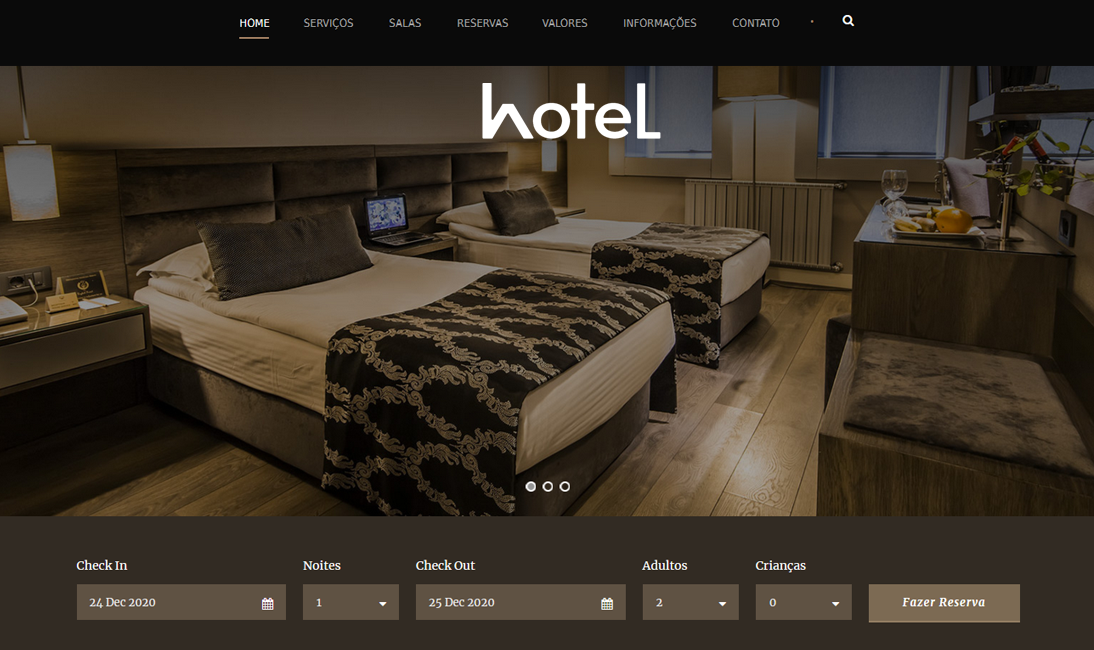 HOME SERVIÇOS SALAS RESERVAS VALORES INFORMAÇÕES CONTATO
hotel
Check In Noites Check Out Adultos Crianças
24 Dec 2020 1 25 Dec 2020 2 0 Fazer Reserva